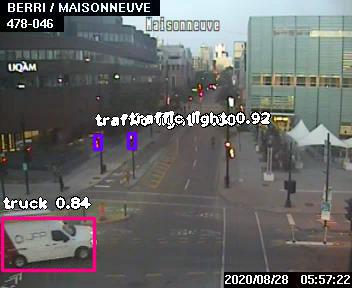 BERRI / MAISONNEUVE
478-046
Maisonneuve
UQAM
traffic light 0.92
truck 0.84
2020/08/28 05:57:22